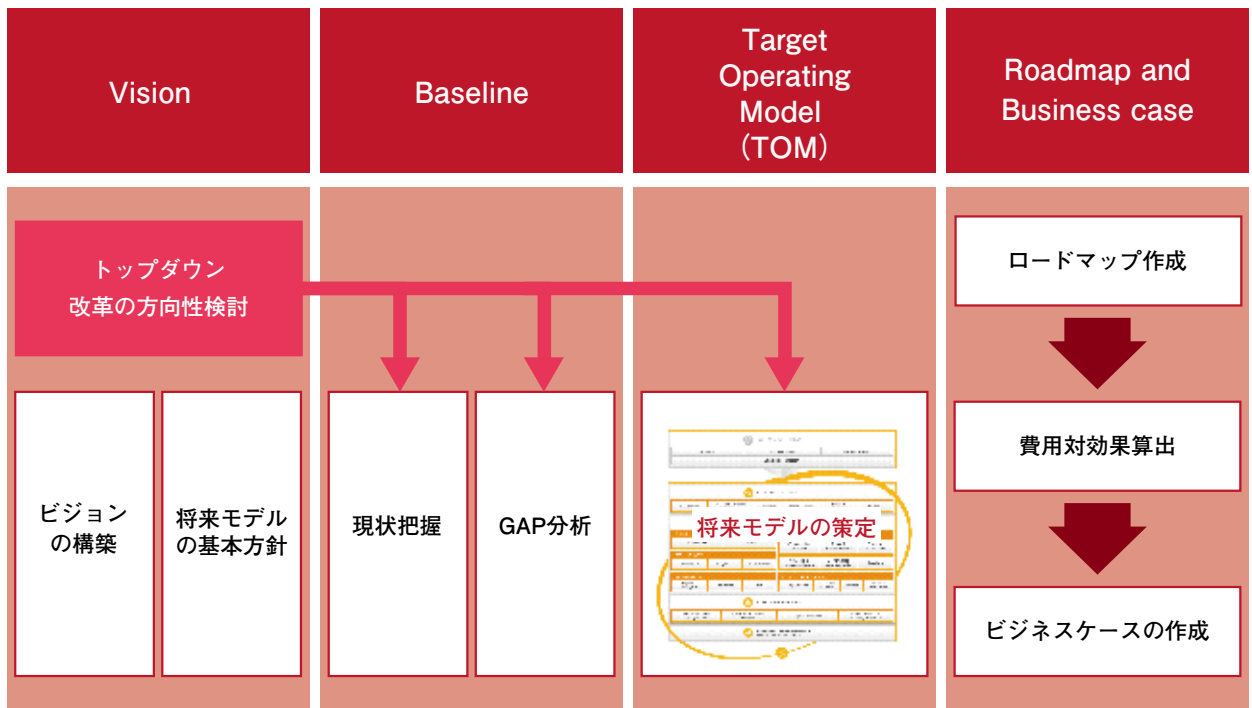 Vision
Baseline
Target
Operating
Model
（TOM）
Roadmap and
Business case
トップダウン
改革の方向性検討
ビジョン
の構築
将来モデル
の基本方針
現状把握
GAP分析
将来モデルの策定
ロードマップ作成
費用対効果算出
ビジネスケースの作成